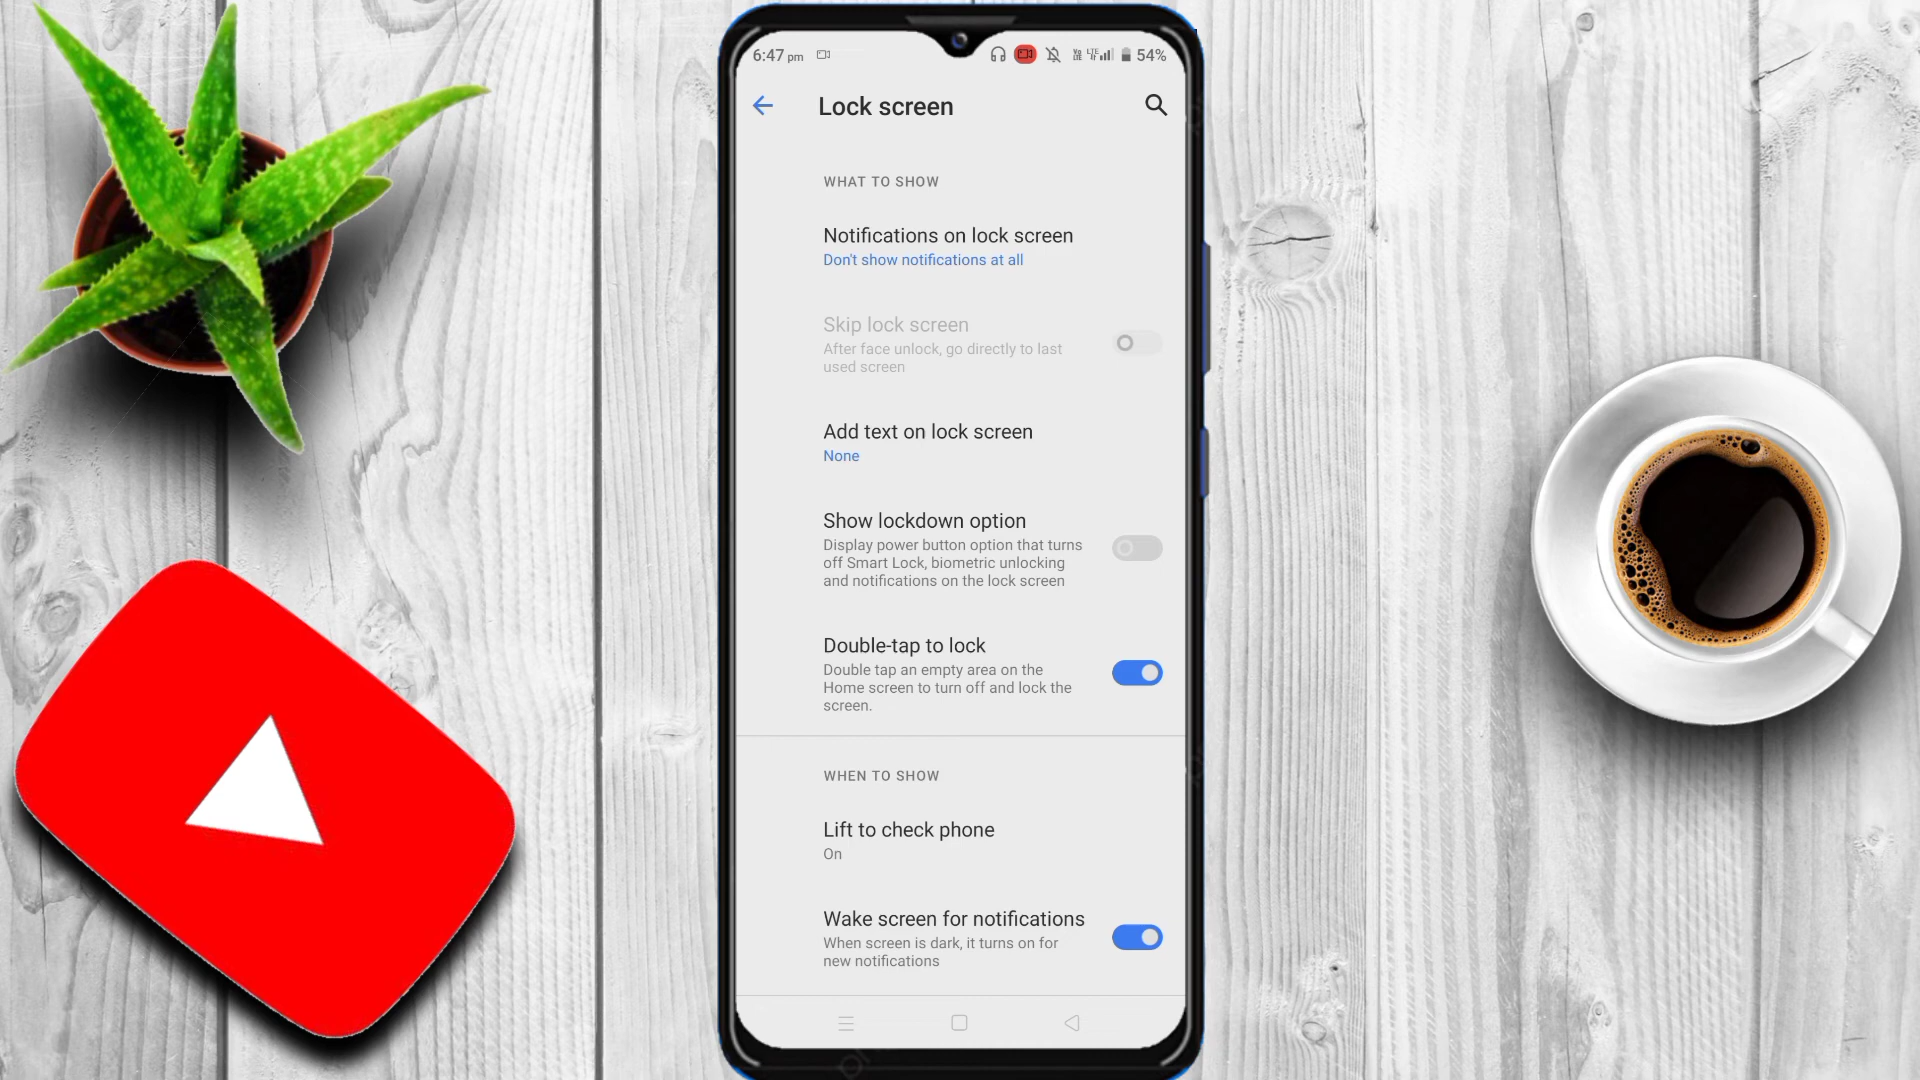 6:47 pm 54%
Lock screen
WHAT TO SHOW
Notifications on lock screen
Don't show notifications at all
Skip lock screen
After face unlock, go directly to last
used screen
Add text on lock screen
None
Show lockdown option
Display power button option that turns
off Smart Lock, biometric unlocking
and notifications on the lock screen
Double-tap to lock
Double tap an empty area on the
Home screen to turn off and lock the
screen.
WHEN TO SHOW
Lift to check phone
On
Wake screen for notifications
When screen is dark, it turns on for
new notifications